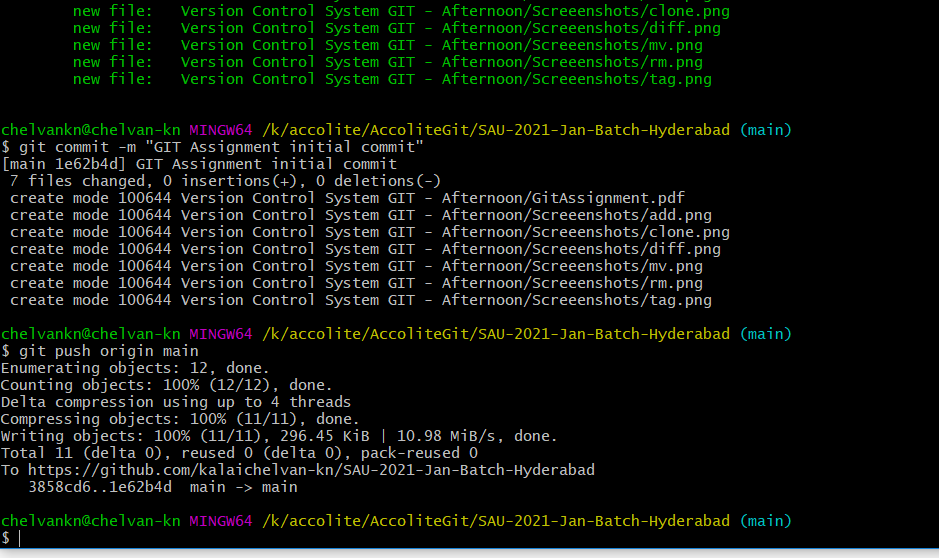 new file:   Version Control System GIT - Afternoon/Screeenshots/clone.png
new file:   Version Control System GIT - Afternoon/Screeenshots/diff.png
new file:   Version Control System GIT - Afternoon/Screeenshots/mv.png
new file:   Version Control System GIT - Afternoon/Screeenshots/rm.png
new file:   Version Control System GIT - Afternoon/Screeenshots/tag.png
chelvankn@chelvan-kn MINGW64 /k/accolite/AccoliteGit/SAU-2021-Jan-Batch-Hyderabad (main)
$ git commit -m "GIT Assignment initial commit"
[main 1e62b4d] GIT Assignment initial commit
 7 files changed, 0 insertions(+), 0 deletions(-)
 create mode 100644 Version Control System GIT - Afternoon/GitAssignment.pdf
 create mode 100644 Version Control System GIT - Afternoon/Screeenshots/add.png
 create mode 100644 Version Control System GIT - Afternoon/Screeenshots/clone.png
 create mode 100644 Version Control System GIT - Afternoon/Screeenshots/diff.png
 create mode 100644 Version Control System GIT - Afternoon/Screeenshots/mv.png
 create mode 100644 Version Control System GIT - Afternoon/Screeenshots/rm.png
 create mode 100644 Version Control System GIT - Afternoon/Screeenshots/tag.png
chelvankn@chelvan-kn MINGW64 /k/accolite/AccoliteGit/SAU-2021-Jan-Batch-Hyderabad (main)
$ git push origin main
Enumerating objects: 12, done.
Counting objects: 100% (12/12), done.
Delta compression using up to 4 threads
Compressing objects: 100% (11/11), done.
Writing objects: 100% (11/11), 296.45 KiB | 10.98 MiB/s, done.
Total 11 (delta 0), reused 0 (delta 0), pack-reused 0
To https://github.com/kalaichelvan-kn/SAU-2021-Jan-Batch-Hyderabad
   3858cd6..1e62b4d  main -> main
chelvankn@chelvan-kn MINGW64 /k/accolite/AccoliteGit/SAU-2021-Jan-Batch-Hyderabad (main)
$